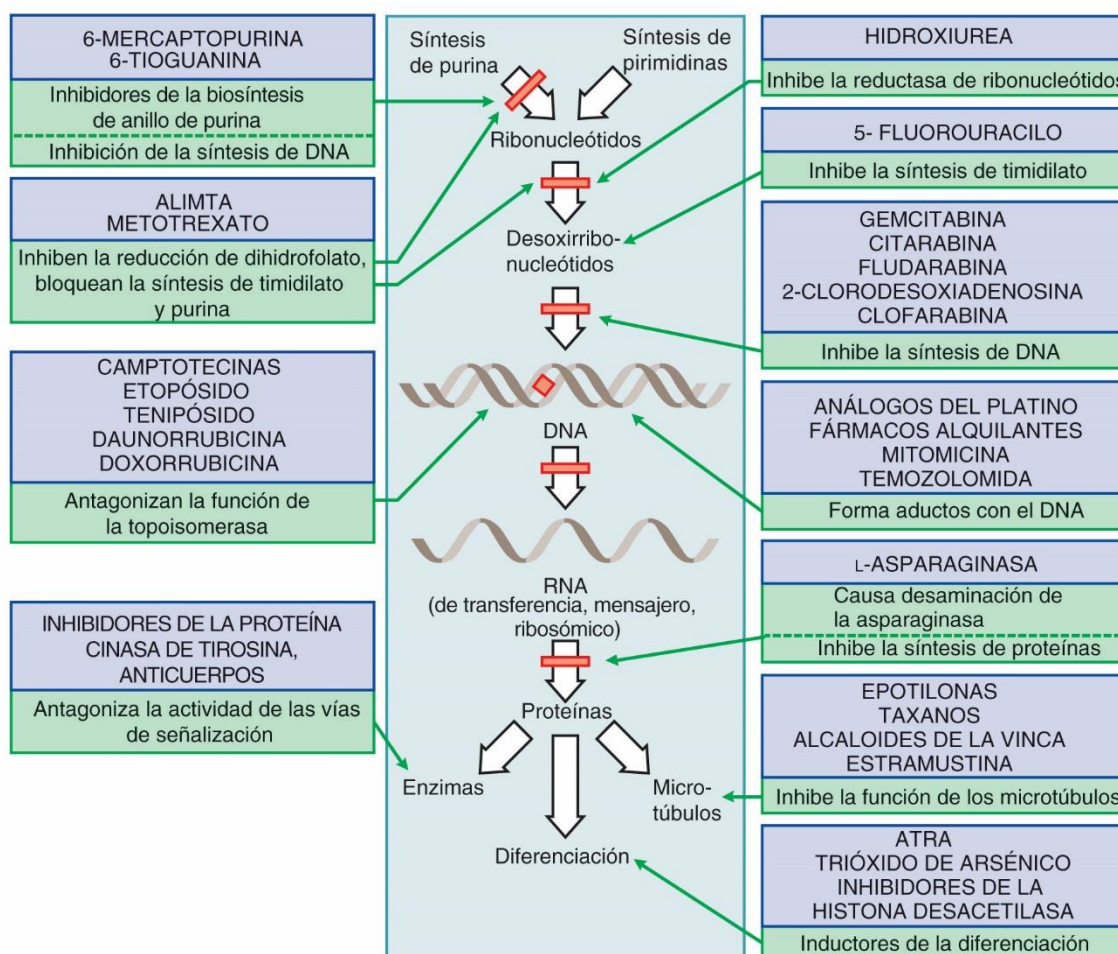 6-MERCAPTOPURINA
6-TIOGUANINA
Inhibidores de la biosíntesis
de anillo de purina
Inhibición de la síntesis de DNA
ALIMTA
METOTREXATO
Inhiben la reducción de dihidrofolato,
bloquean la síntesis de timidilato
y purina
CAMPTOTECINAS
ETOPÓSIDO
TENIPÓSIDO
DAUNORRUBICINA
DOXORRUBICINA
Antagonizan la función de
la topoisomerasa
INHIBIDORES DE LA PROTEÍNA
CINASA DE TIROSINA,
ANTICUERPOS
Antagoniza la actividad de las vías
de señalización
Síntesis
de purina
Síntesis de
pirimidinas
Ribonucleótidos
Desoxirribo-
nucleótidos
DNA
RNA
(de transferencia, mensajero,
ribosómico)
Proteínas
Enzimas
Micro-
túbulos
Diferenciación
HIDROXIUREA
Inhibe la reductasa de ribonucleótidos
5- FLUOROURACILO
Inhibe la síntesis de timidilato
GEMCITABINA
CITARABINA
FLUDARABINA
2-CLORODESOXIADENOSINA
CLOFARABINA
Inhibe la síntesis de DNA
ANÁLOGOS DEL PLATINO
FÁRMACOS ALQUILANTES
MITOMICINA
TEMOZOLOMIDA
Forma aductos con el DNA
L-ASPARAGINASA
Causa desaminación de
la asparaginasa
Inhibe la síntesis de proteínas
EPOTILONAS
TAXANOS
ALCALOIDES DE LA VINCA
ESTRAMUSTINA
Inhibe la función de los microtúbulos
ATRA
TRIÓXIDO DE ARSÉNICO
INHIBIDORES DE LA
HISTONA DESACETILASA
Inductores de la diferenciación